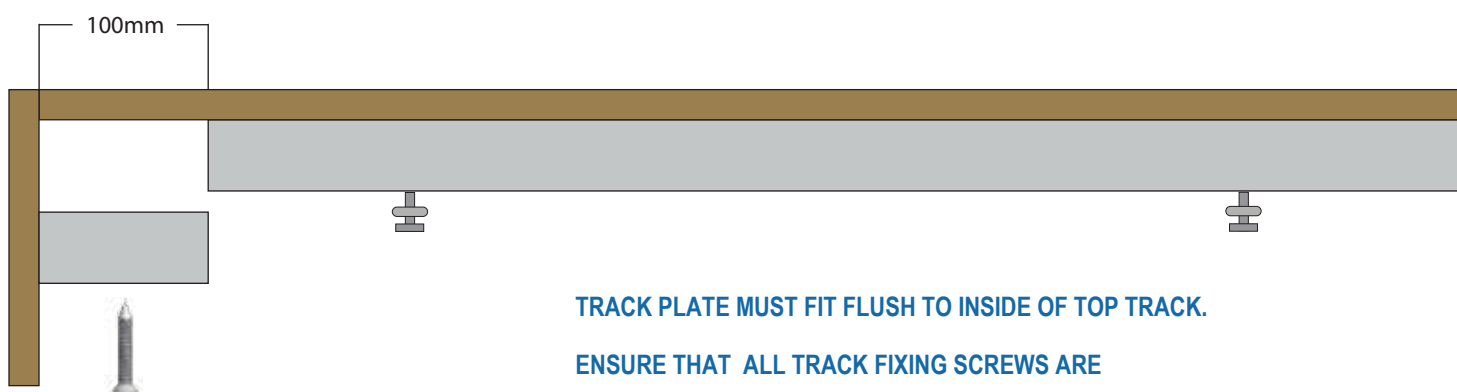 100mm
TRACK PLATE MUST FIT FLUSH TO INSIDE OF TOP TRACK.
ENSURE THAT ALL TRACK FIXING SCREWS ARE